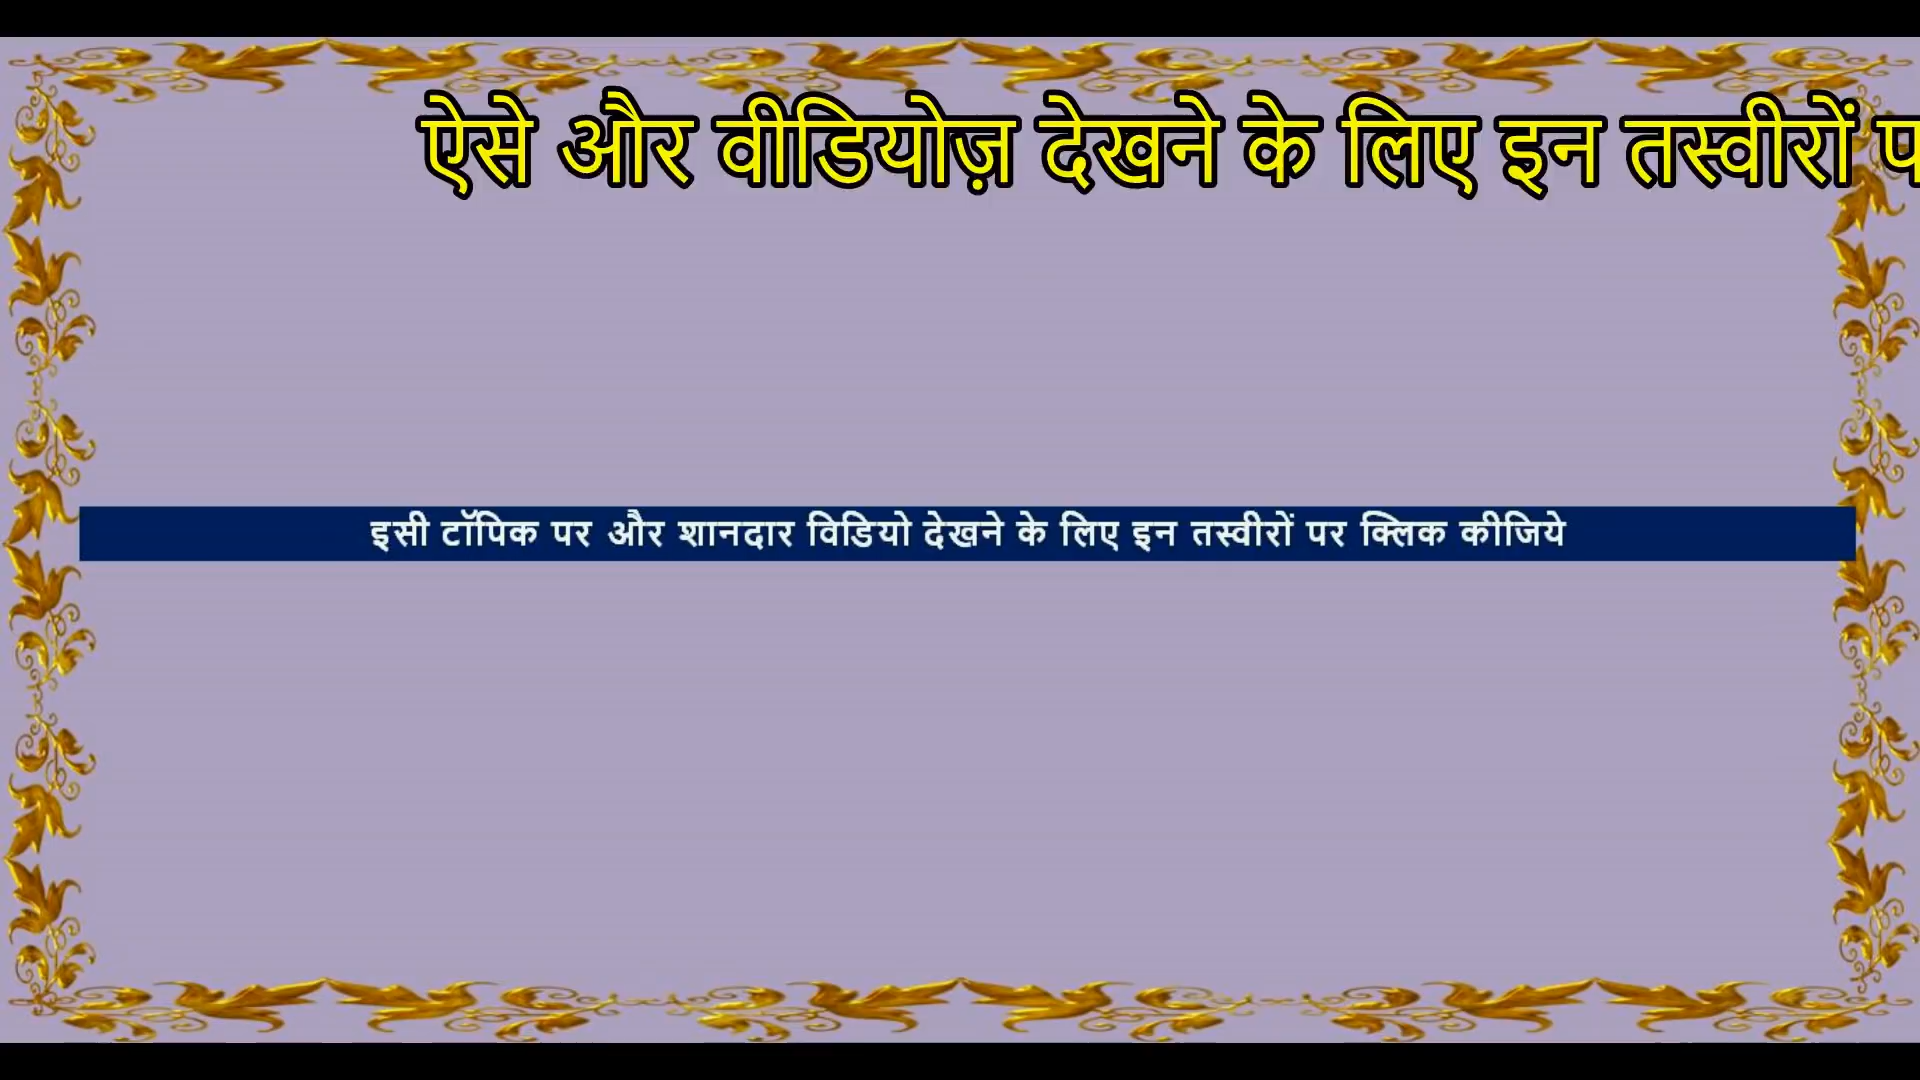 ऐसे और वीडियोज़ देखने के लिए इन तस्वीरों
इसी टॉपिक पर और शानदार विडियो देखने के लिए इन तस्वीरों पर क्लिक कीजिये